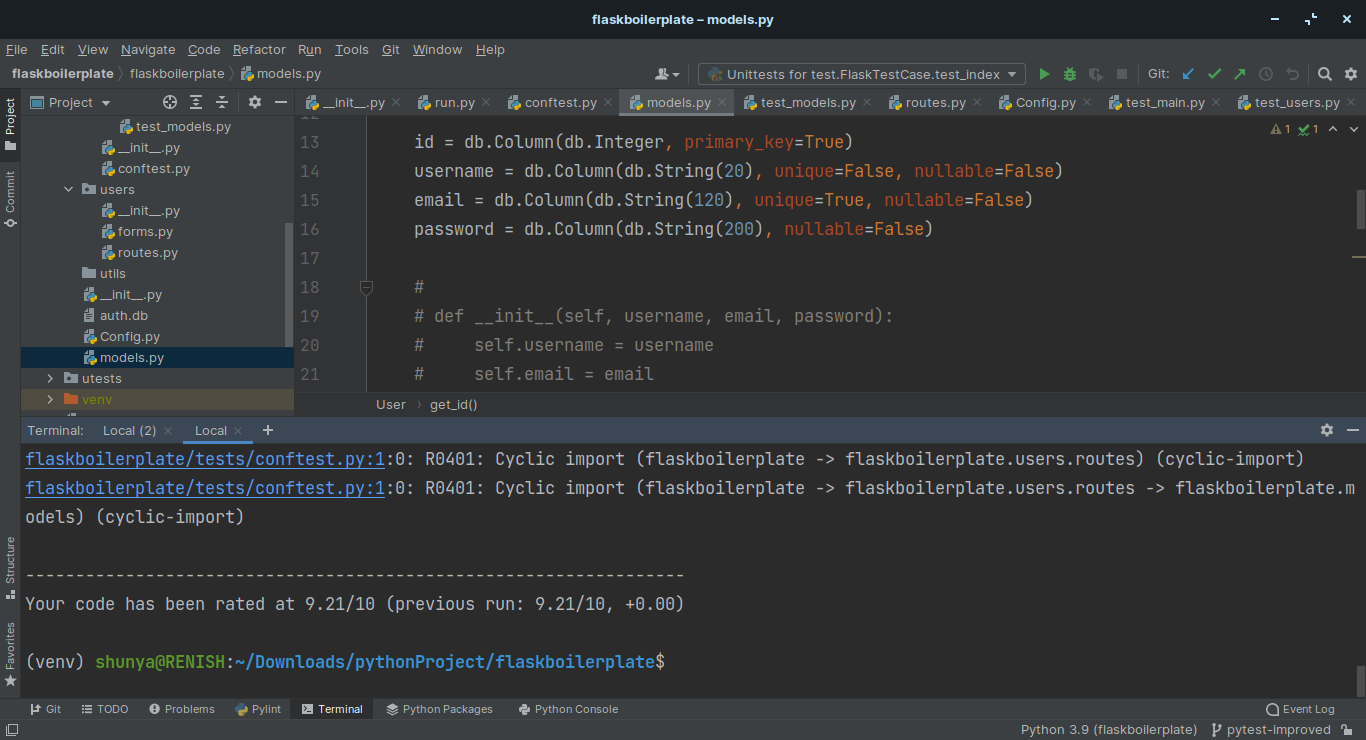 flaskboilerplate – models.py
File Edit View Navigate Code Refactor Run Tools Git Window Help
flaskboilerplate flaskboilerplate models.py Unittests for test.FlaskTestCase.test_index Git:
Project __init__.py run.py conftest.py models.py test_models.py routes.py Config.py test_main.py test_users.py
Project
Commit
Structure
Favorites
test_models.py
__init__.py
conftest.py
users
__init__.py
forms.py
routes.py
utils
__init__.py
auth.db
Config.py
models.py
utests
venv
1 1
13 id = db.Column(db.Integer, primary_key=True)
14 username = db.Column(db.String(20), unique=False, nullable=False)
15 email = db.Column(db.String(120), unique=True, nullable=False)
16 password = db.Column(db.String(200), nullable=False)
17
18 #
19 # def __init__(self, username, email, password):
20 #     self.username = username
21 #     self.email = email
User › get_id()
Terminal: Local (2) Local
flaskboilerplate/tests/conftest.py:1:0: R0401: Cyclic import (flaskboilerplate -> flaskboilerplate.users.routes) (cyclic-import)
flaskboilerplate/tests/conftest.py:1:0: R0401: Cyclic import (flaskboilerplate -> flaskboilerplate.users.routes -> flaskboilerplate.m
odels) (cyclic-import)
------------------------------------------------------------------
Your code has been rated at 9.21/10 (previous run: 9.21/10, +0.00)
(venv) shunya@RENISH:~/Downloads/pythonProject/flaskboilerplate$
Git TODO Problems Pylint Terminal Python Packages Python Console Event Log
Python 3.9 (flaskboilerplate) pytest-improved